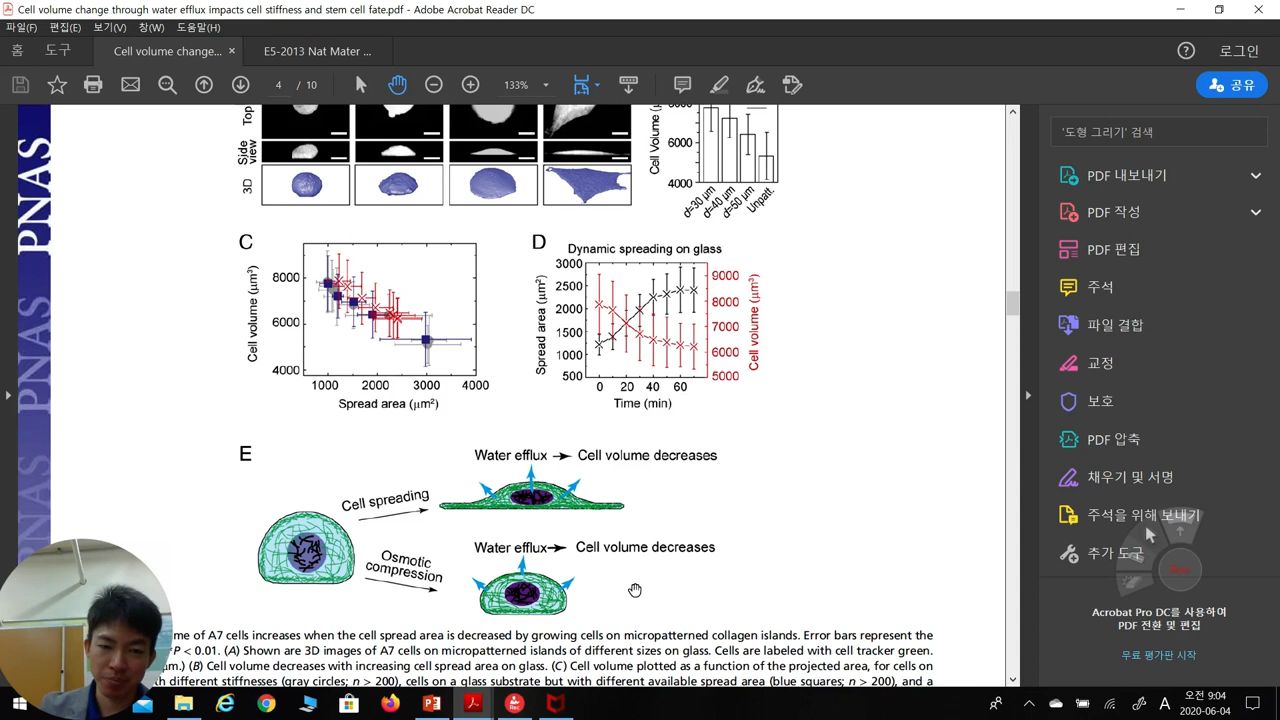 Cell volume change through water efflux impacts cell stiffness and stem cell fate.pdf - Adobe Acrobat Reader DC
파일(F) 편집(E) 보기(V) 창(W) 도움말(H)
홈 도구 Cell volume change... × E5-2013 Nat Mater ... 로그인
4 / 10 133% 공유
PNAS
PNAS
PNAS
Top
Side view
3D
Cell Volume (μ
6000
4000
d=30 μm
d=40 μm
d=50 μm
Unpatt.
C
Cell volume (μm³)
8000
6000
4000
1000 2000 3000 4000
Spread area (μm²)
D
Dynamic spreading on glass
Spread area (μm²)
3000
2500
2000
1500
1000
500
9000
8000
7000
6000
5000
Cell volume (μm³)
0 20 40 60
Time (min)
E
Water efflux → Cell volume decreases
Cell spreading
Water efflux → Cell volume decreases
Osmotic
compression
me of A7 cells increases when the cell spread area is decreased by growing cells on micropatterned collagen islands. Error bars represent the
*P < 0.01. (A) Shown are 3D images of A7 cells on micropatterned islands of different sizes on glass. Cells are labeled with cell tracker green.
m.) (B) Cell volume decreases with increasing cell spread area on glass. (C) Cell volume plotted as a function of the projected area, for cells on
th different stiffnesses (gray circles; n > 200), cells on a glass substrate but with different available spread area (blue squares; n > 200), and a
'도형 그리기' 검색
PDF 내보내기
PDF 작성
PDF 편집
주석
파일 결합
교정
보호
PDF 압축
채우기 및 서명
주석을 위해 보내기
추가 도구
Rec
Acrobat Pro DC를 사용하여
PDF 전환 및 편집
무료 평가판 시작
A 오전 9:04
2020-06-04